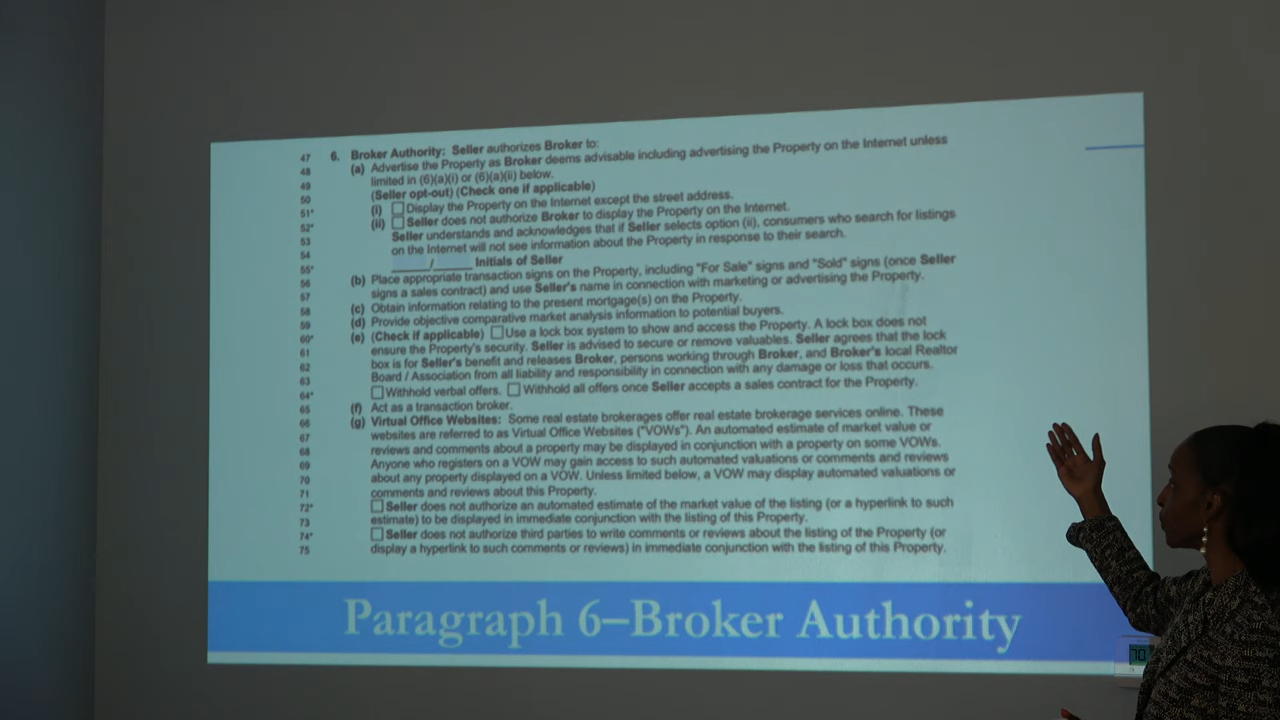 47 6. Broker Authority: Seller authorizes Broker to:
48 (a) Advertise the Property as Broker deems advisable including advertising the Property on the Internet unless
49 limited in (6)(a)(i) or (6)(a)(ii) below.
50 (Seller opt-out) (Check one if applicable)
51* (i) Display the Property on the Internet except the street address.
52* (ii) Seller does not authorize Broker to display the Property on the Internet.
53 Seller understands and acknowledges that if Seller selects option (ii), consumers who search for listings
54 on the Internet will not see information about the Property in response to their search.
55* ______/______ Initials of Seller
56 (b) Place appropriate transaction signs on the Property, including "For Sale" signs and "Sold" signs (once Seller
57 signs a sales contract) and use Seller's name in connection with marketing or advertising the Property.
58 (c) Obtain information relating to the present mortgage(s) on the Property.
59 (d) Provide objective comparative market analysis information to potential buyers.
60* (e) (Check if applicable) Use a lock box system to show and access the Property. A lock box does not
61 ensure the Property's security. Seller is advised to secure or remove valuables. Seller agrees that the lock
62 box is for Seller's benefit and releases Broker, persons working through Broker, and Broker's local Realtor
63 Board / Association from all liability and responsibility in connection with any damage or loss that occurs.
64* Withhold verbal offers. Withhold all offers once Seller accepts a sales contract for the Property.
65 (f) Act as a transaction broker.
66 (g) Virtual Office Websites: Some real estate brokerages offer real estate brokerage services online. These
67 websites are referred to as Virtual Office Websites ("VOWs"). An automated estimate of market value or
68 reviews and comments about a property may be displayed in conjunction with a property on some VOWs.
69 Anyone who registers on a VOW may gain access to such automated valuations or comments and reviews
70 about any property displayed on a VOW. Unless limited below, a VOW may display automated valuations or
71 comments and reviews about this Property.
72* Seller does not authorize an automated estimate of the market value of the listing (or a hyperlink to such
73 estimate) to be displayed in immediate conjunction with the listing of this Property.
74* Seller does not authorize third parties to write comments or reviews about the listing of the Property (or
75 display a hyperlink to such comments or reviews) in immediate conjunction with the listing of this Property.
Paragraph 6–Broker Authority
70